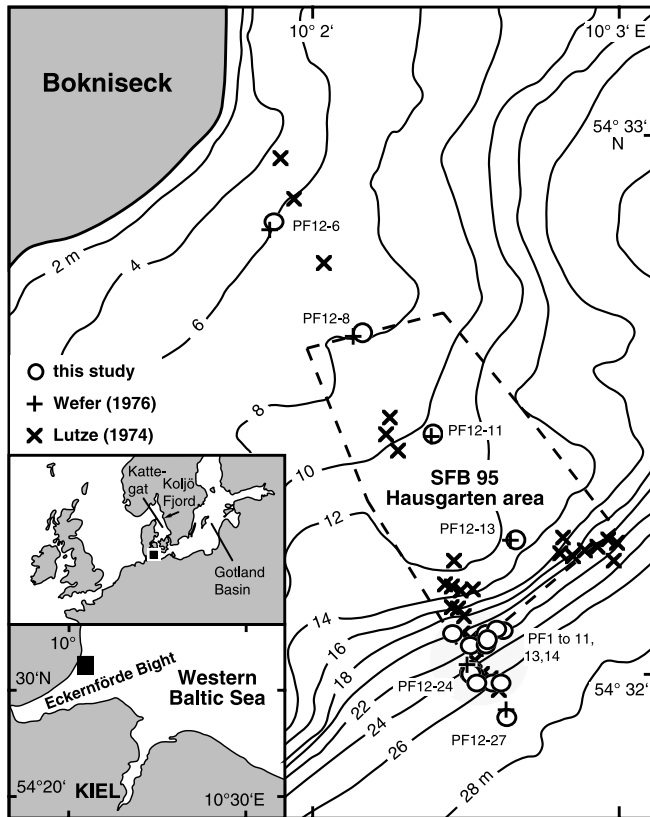 10° 2'
10° 3' E
Bokniseck
54° 33'
N
PF12-6
2 m
4
6
PF12-8
this study
Wefer (1976)
Lutze (1974)
8
PF12-11
10
SFB 95
Hausgarten area
12
PF12-13
Katte-
gat
Koljö
Fjord
Gotland
Basin
14
16
18
PF1 to 11,
13,14
22
PF12-24
24
26
54° 32'
PF12-27
28 m
10°
30'N
Eckernförde Bight
Western
Baltic Sea
54°20'
KIEL
10°30'E